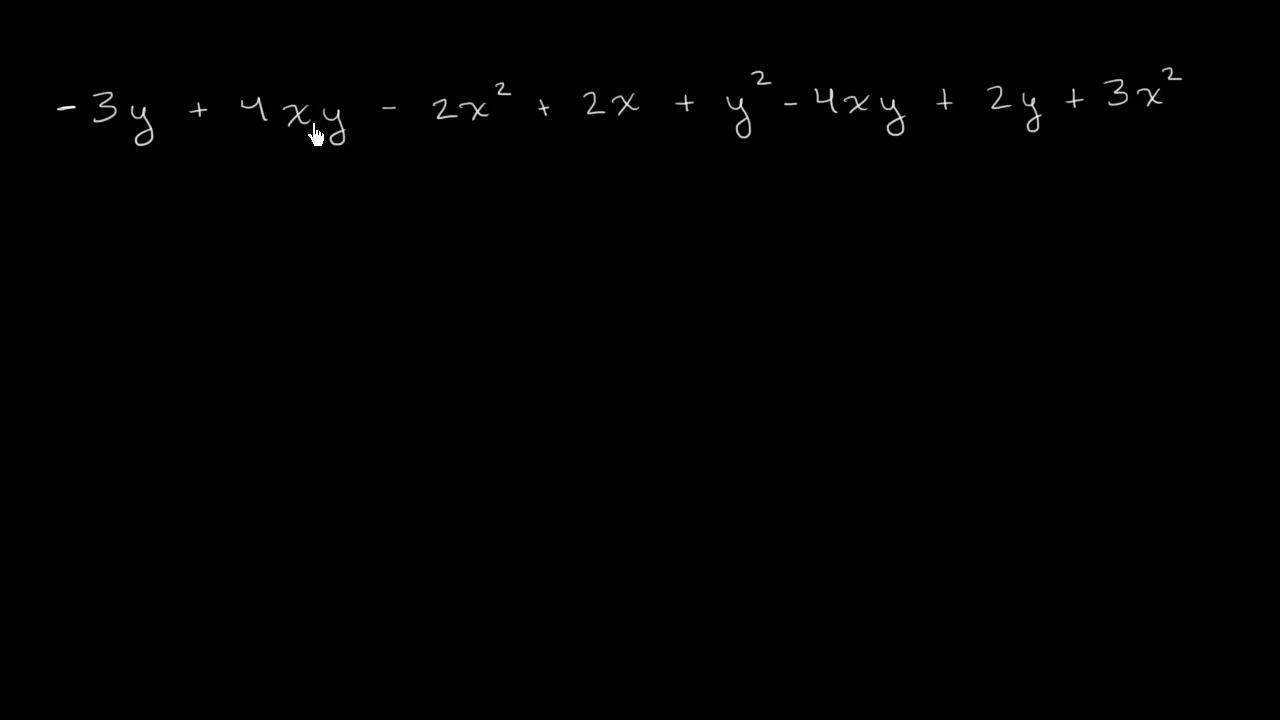 - 3y + 4xy - 2x² + 2x + y² - 4xy + 2y + 3x²